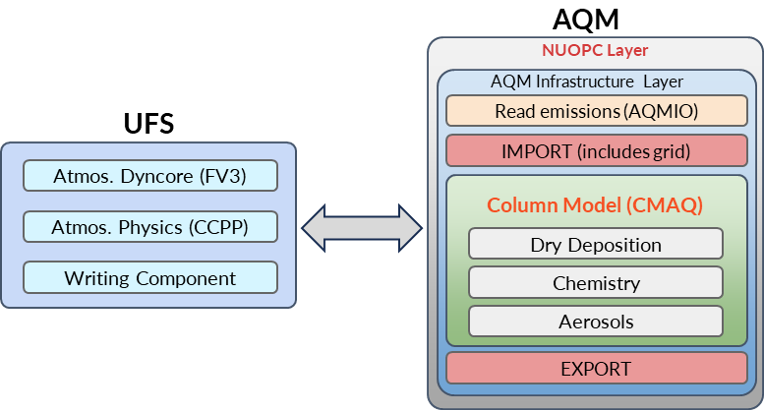 UFS
Atmos. Dyncore (FV3)
Atmos. Physics (CCPP)
Writing Component
AQM
NUOPC Layer
AQM Infrastructure Layer
Read emissions (AQMIO)
IMPORT (includes grid)
Column Model (CMAQ)
Dry Deposition
Chemistry
Aerosols
EXPORT